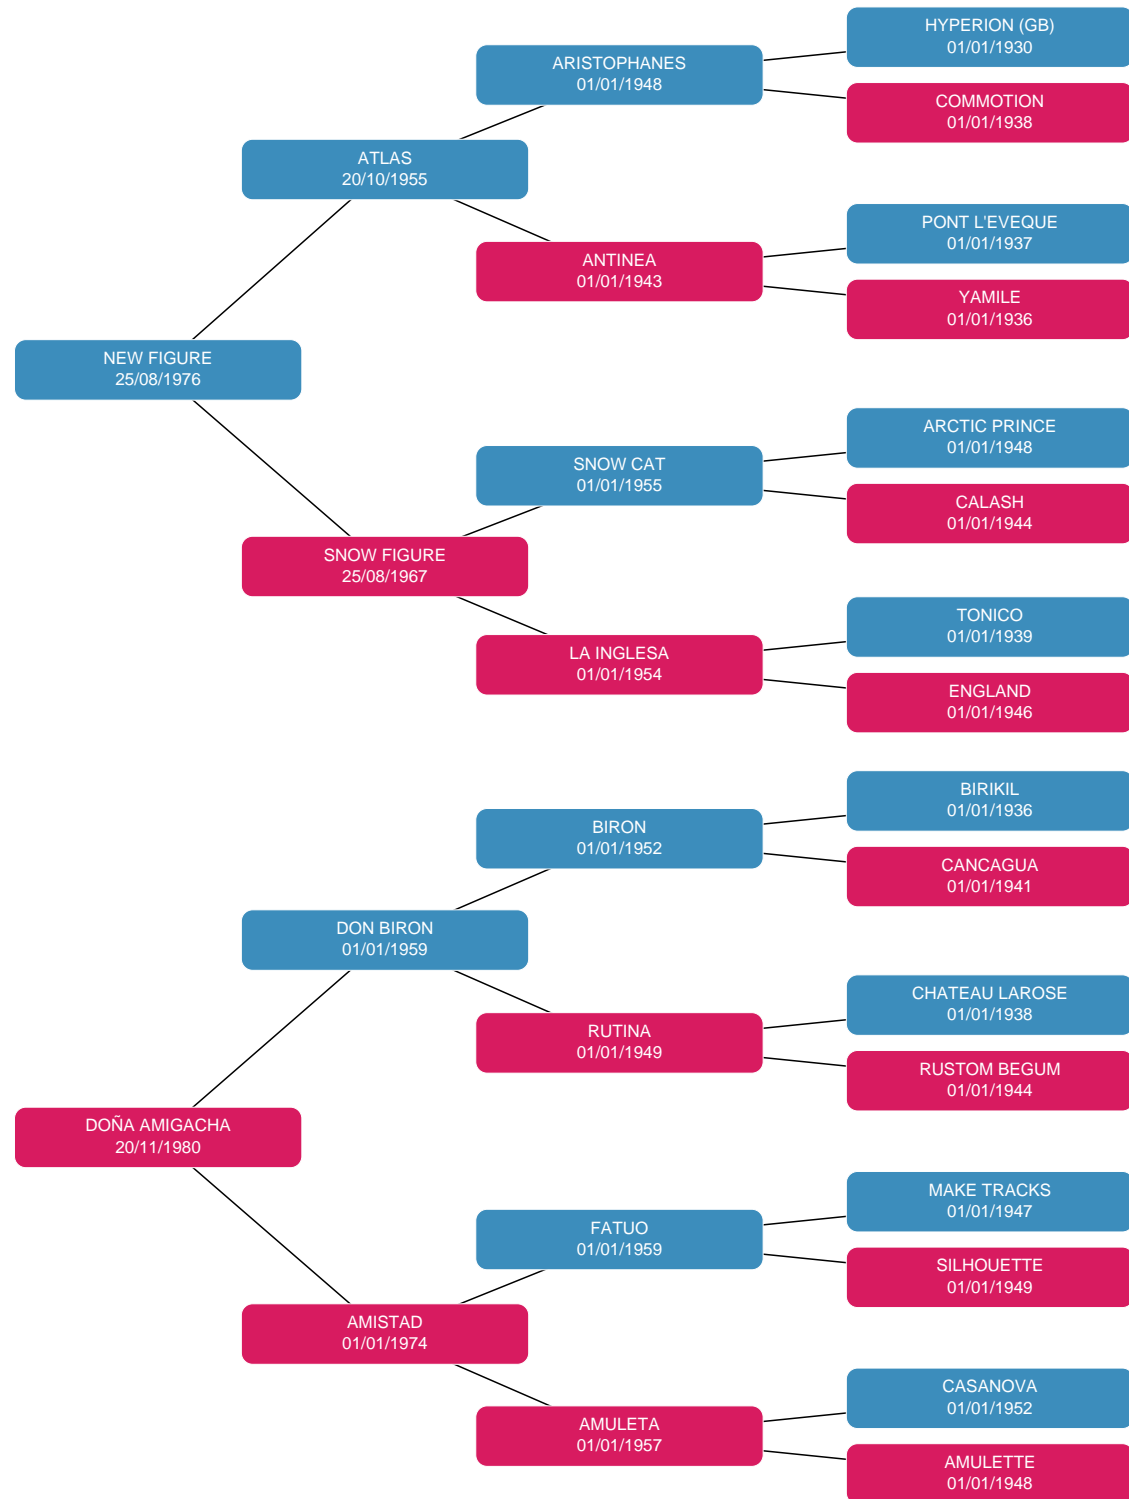 HYPERION (GB)
01/01/1930
ARISTOPHANES
01/01/1948
COMMOTION
01/01/1938
ATLAS
20/10/1955
PONT L'EVEQUE
01/01/1937
ANTINEA
01/01/1943
YAMILE
01/01/1936
NEW FIGURE
25/08/1976
ARCTIC PRINCE
01/01/1948
SNOW CAT
01/01/1955
CALASH
01/01/1944
SNOW FIGURE
25/08/1967
TONICO
01/01/1939
LA INGLESA
01/01/1954
ENGLAND
01/01/1946
BIRIKIL
01/01/1936
BIRON
01/01/1952
CANCAGUA
01/01/1941
DON BIRON
01/01/1959
CHATEAU LAROSE
01/01/1938
RUTINA
01/01/1949
RUSTOM BEGUM
01/01/1944
DOÑA AMIGACHA
20/11/1980
MAKE TRACKS
01/01/1947
FATUO
01/01/1959
SILHOUETTE
01/01/1949
AMISTAD
01/01/1974
CASANOVA
01/01/1952
AMULETA
01/01/1957
AMULETTE
01/01/1948